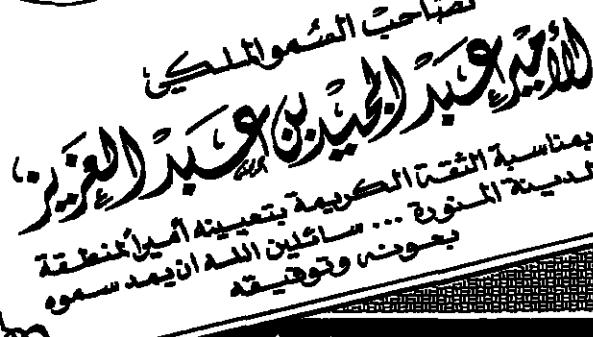 لصاحب السمو الملكي
الأمير عبد المجيد بن عبد العزيز
بمناسبة الثقة الكريمة بتعيينه أميراً لمنطقة
المدينة المنورة ... سائلين الله ان يمد سموه
بعونه وتوفيقه